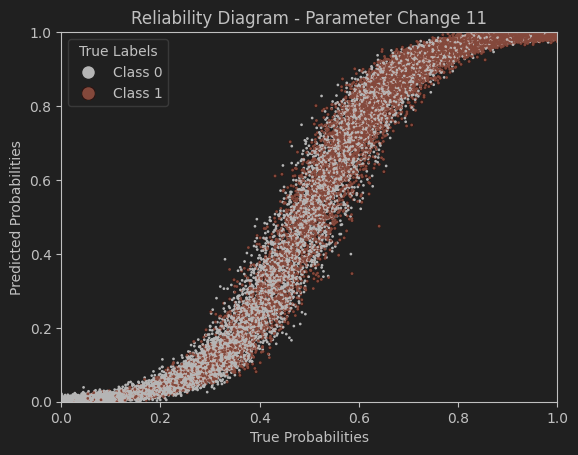 Reliability Diagram - Parameter Change 11
True Labels
Class 0
Class 1
Predicted Probabilities
1.0
0.8
0.6
0.4
0.2
0.0
0.0 0.2 0.4 0.6 0.8 1.0
True Probabilities